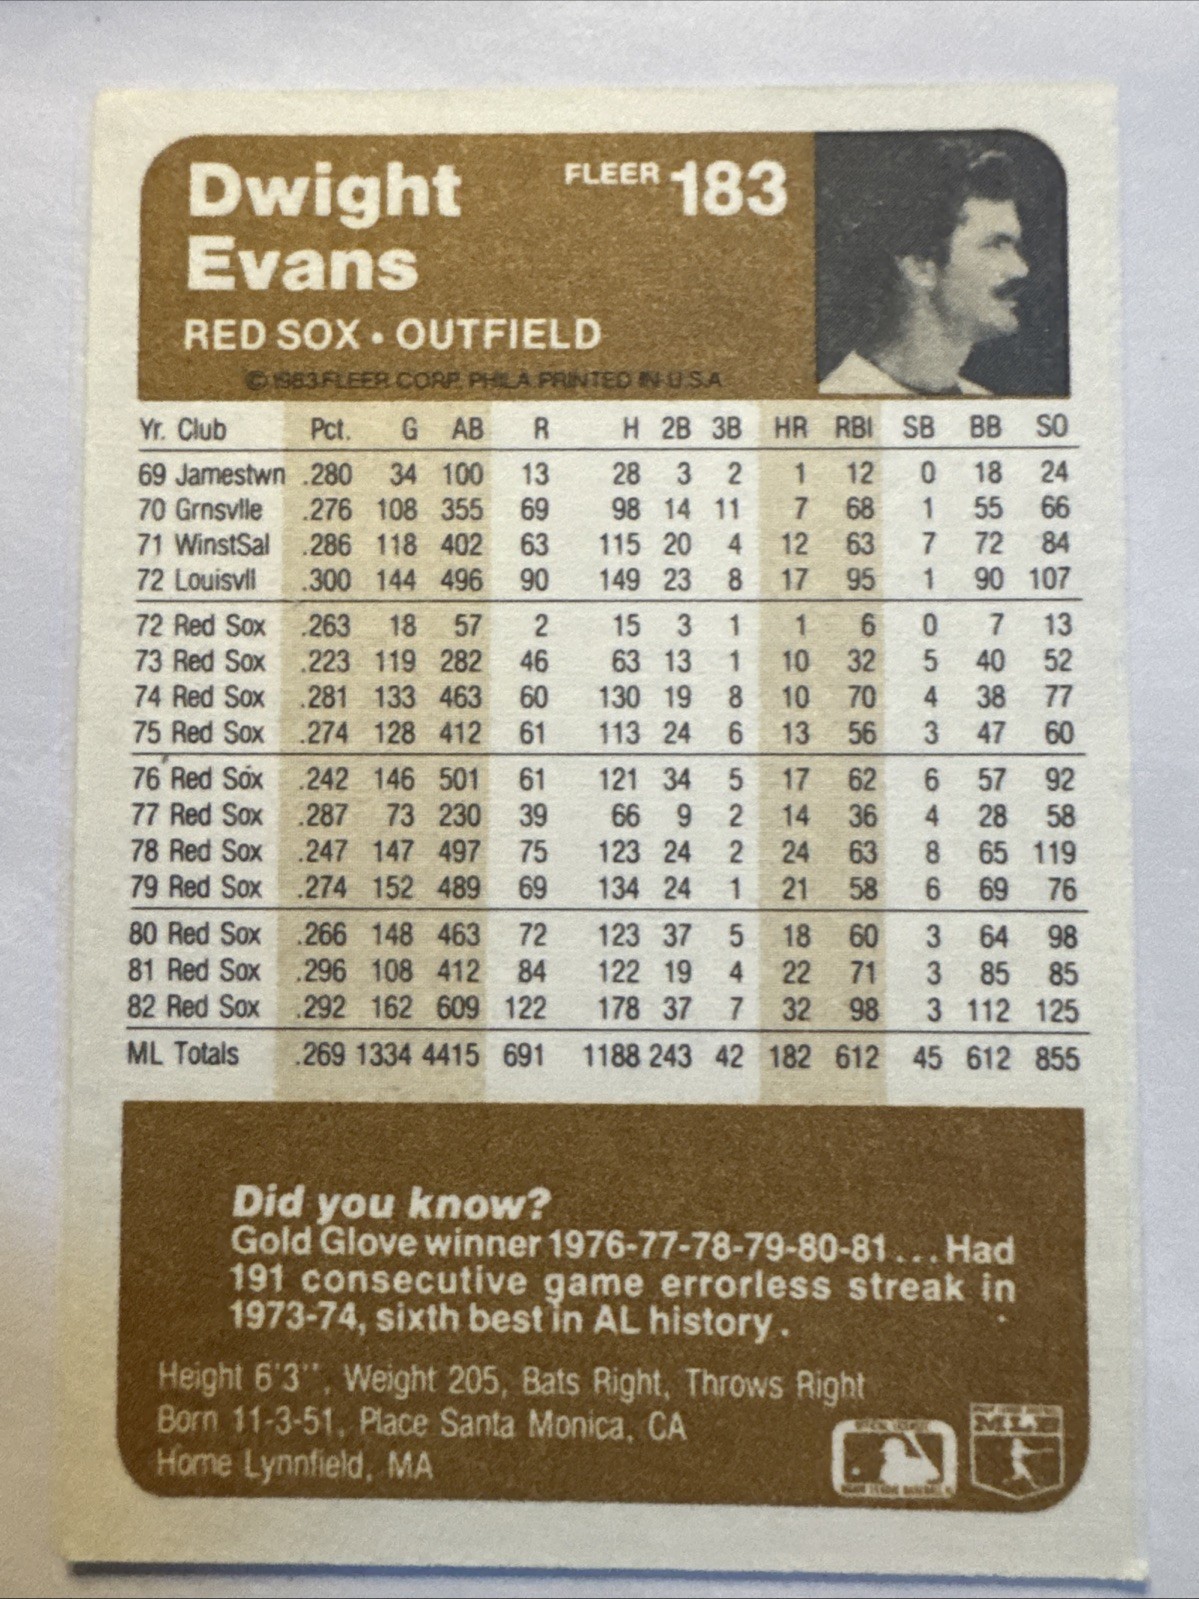 Dwight
Evans
FLEER 183
RED SOX • OUTFIELD
© 1983 FLEER CORP. PHILA. PRINTED IN U.S.A
Yr. Club Pct. G AB R H 2B 3B HR RBI SB BB SO
69 Jamestwn .280 34 100 13 28 3 2 1 12 0 18 24
70 Grnsvlle .276 108 355 69 98 14 11 7 68 1 55 66
71 WinstSal .286 118 402 63 115 20 4 12 63 7 72 84
72 Louisvll .300 144 496 90 149 23 8 17 95 1 90 107
72 Red Sox .263 18 57 2 15 3 1 1 6 0 7 13
73 Red Sox .223 119 282 46 63 13 1 10 32 5 40 52
74 Red Sox .281 133 463 60 130 19 8 10 70 4 38 77
75 Red Sox .274 128 412 61 113 24 6 13 56 3 47 60
76 Red Sox .242 146 501 61 121 34 5 17 62 6 57 92
77 Red Sox .287 73 230 39 66 9 2 14 36 4 28 58
78 Red Sox .247 147 497 75 123 24 2 24 63 8 65 119
79 Red Sox .274 152 489 69 134 24 1 21 58 6 69 76
80 Red Sox .266 148 463 72 123 37 5 18 60 3 64 98
81 Red Sox .296 108 412 84 122 19 4 22 71 3 85 85
82 Red Sox .292 162 609 122 178 37 7 32 98 3 112 125
ML Totals .269 1334 4415 691 1188 243 42 182 612 45 612 855
Did you know?
Gold Glove winner 1976-77-78-79-80-81... Had
191 consecutive game errorless streak in
1973-74, sixth best in AL history.
Height 6'3", Weight 205, Bats Right, Throws Right
Born 11-3-51, Place Santa Monica, CA
Home Lynnfield, MA